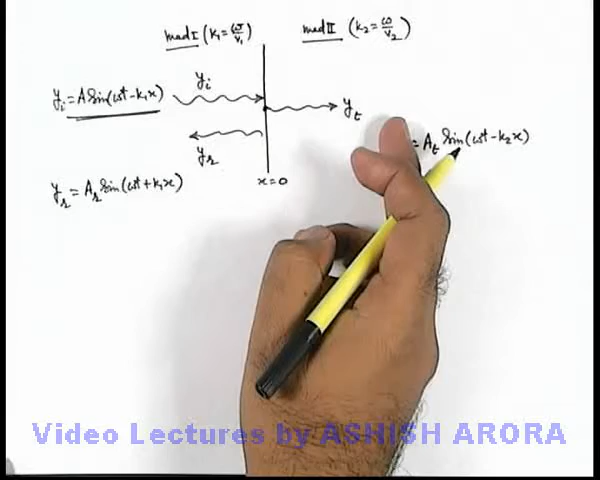 med I (k₁=ω/v₁)
med II (k₂=ω/v₂)
yᵢ = A sin(ωt-k₁x)
yᵢ
yₜ
= Aₜ sin(ωt-k₂x)
yᵣ
yᵣ = Aᵣ sin(ωt+k₁x)
x=0
Video Lectures by ASHISH ARORA